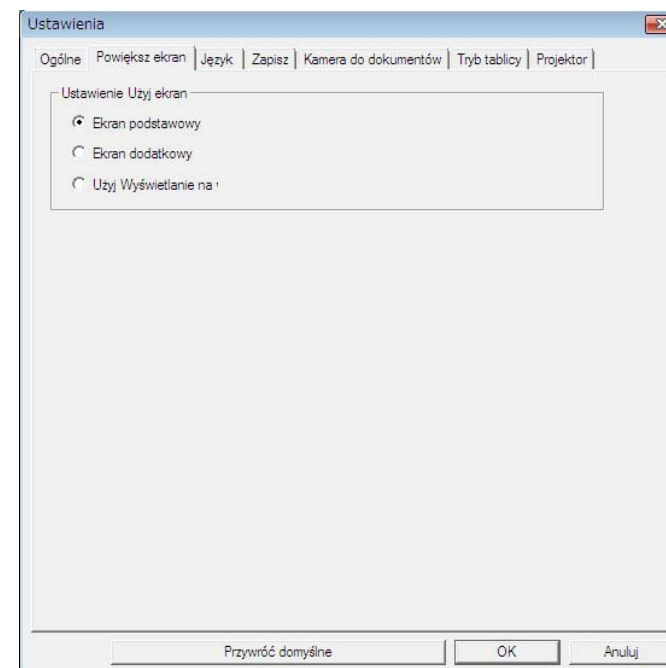 Ustawienia
Ogólne Powiększ ekran Język Zapisz Kamera do dokumentów Tryb tablicy Projektor
Ustawienie Użyj ekran
Ekran podstawowy
Ekran dodatkowy
Użyj Wyświetlanie na
Przywróć domyślne OK Anuluj